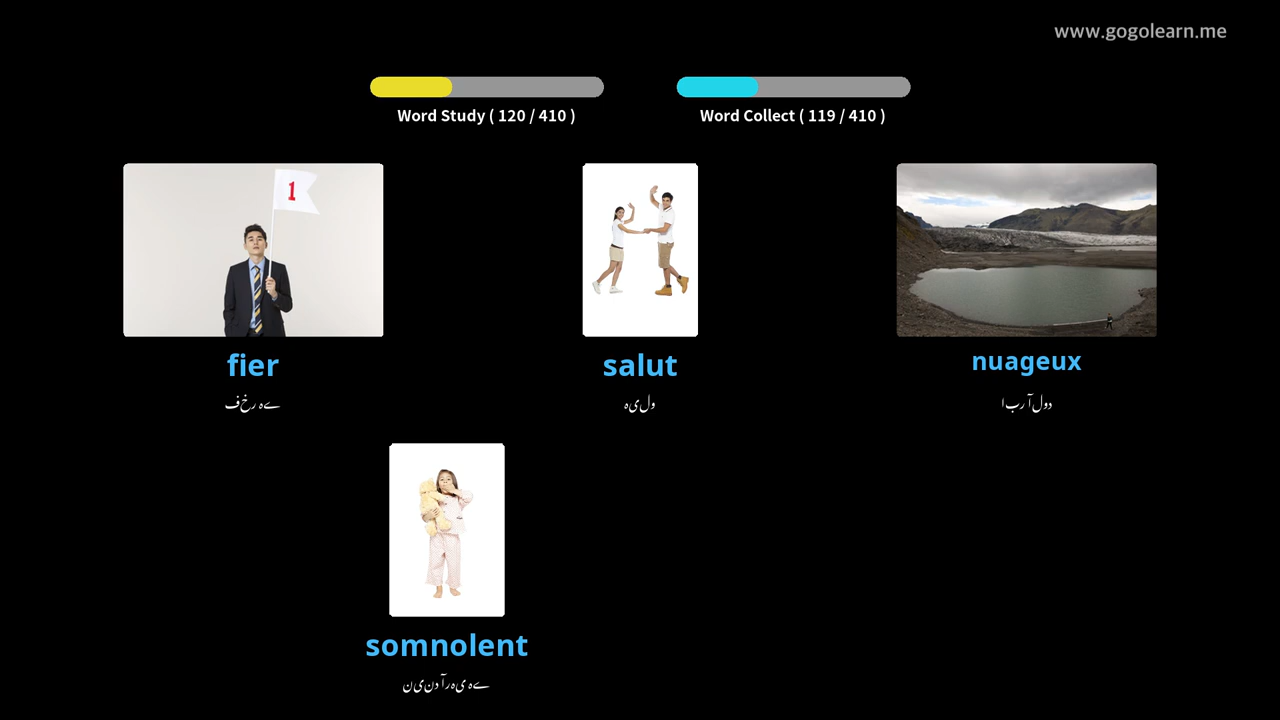 www.gogolearn.me
Word Study ( 120 / 410 )
Word Collect ( 119 / 410 )
fier
salut
nuageux
فخر ہے
ہیلو
ابر آلود
somnolent
نیند آرہی ہے